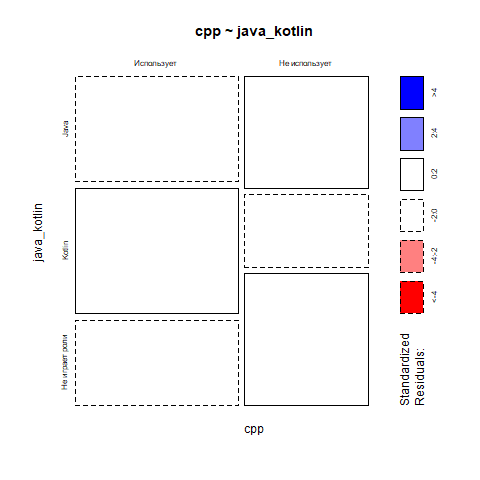 cpp ~ java_kotlin
Использует
Не использует
Java
Kotlin
Не играет роли
java_kotlin
cpp
>4
2:4
0:2
-2:0
-4:-2
<-4
Standardized
Residuals: